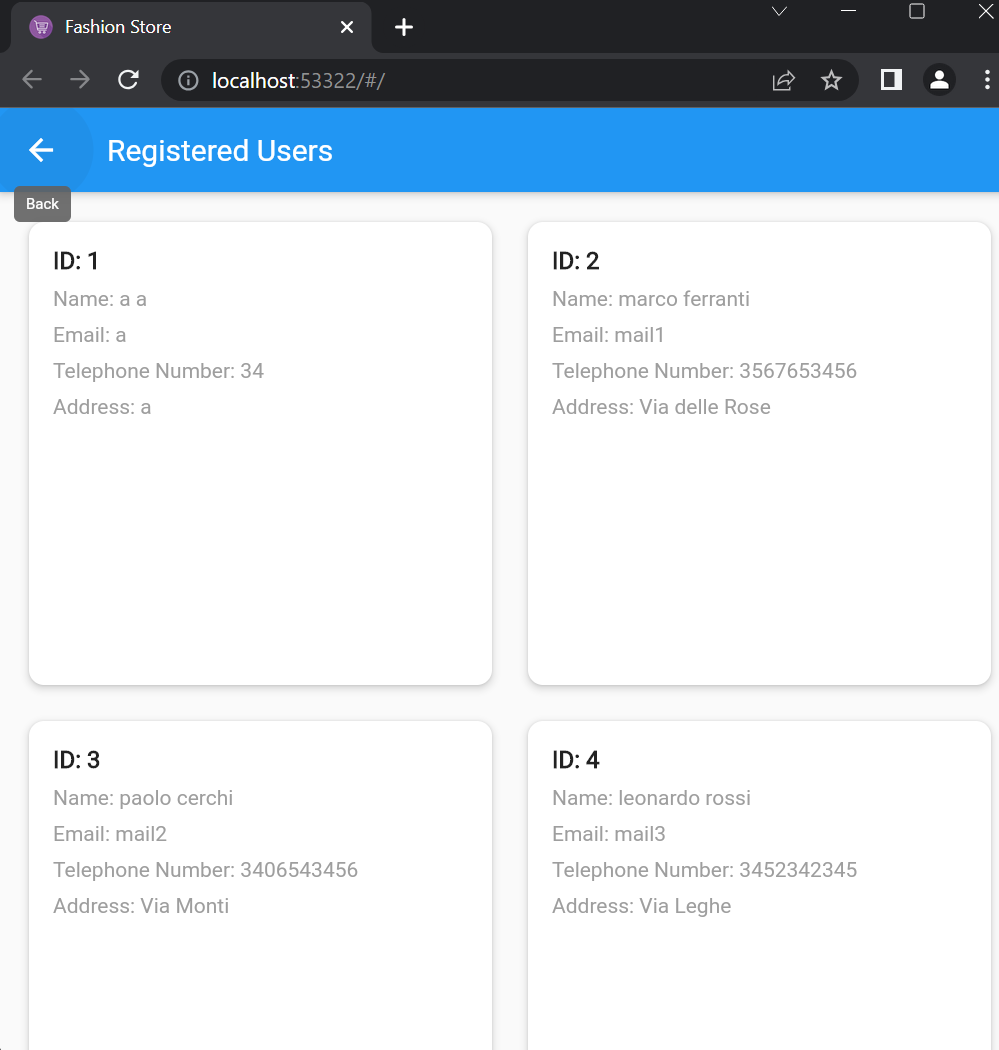 Fashion Store
localhost:53322/#/
Registered Users
Back
ID: 1
Name: a a
Email: a
Telephone Number: 34
Address: a
ID: 2
Name: marco ferranti
Email: mail1
Telephone Number: 3567653456
Address: Via delle Rose
ID: 3
Name: paolo cerchi
Email: mail2
Telephone Number: 3406543456
Address: Via Monti
ID: 4
Name: leonardo rossi
Email: mail3
Telephone Number: 3452342345
Address: Via Leghe